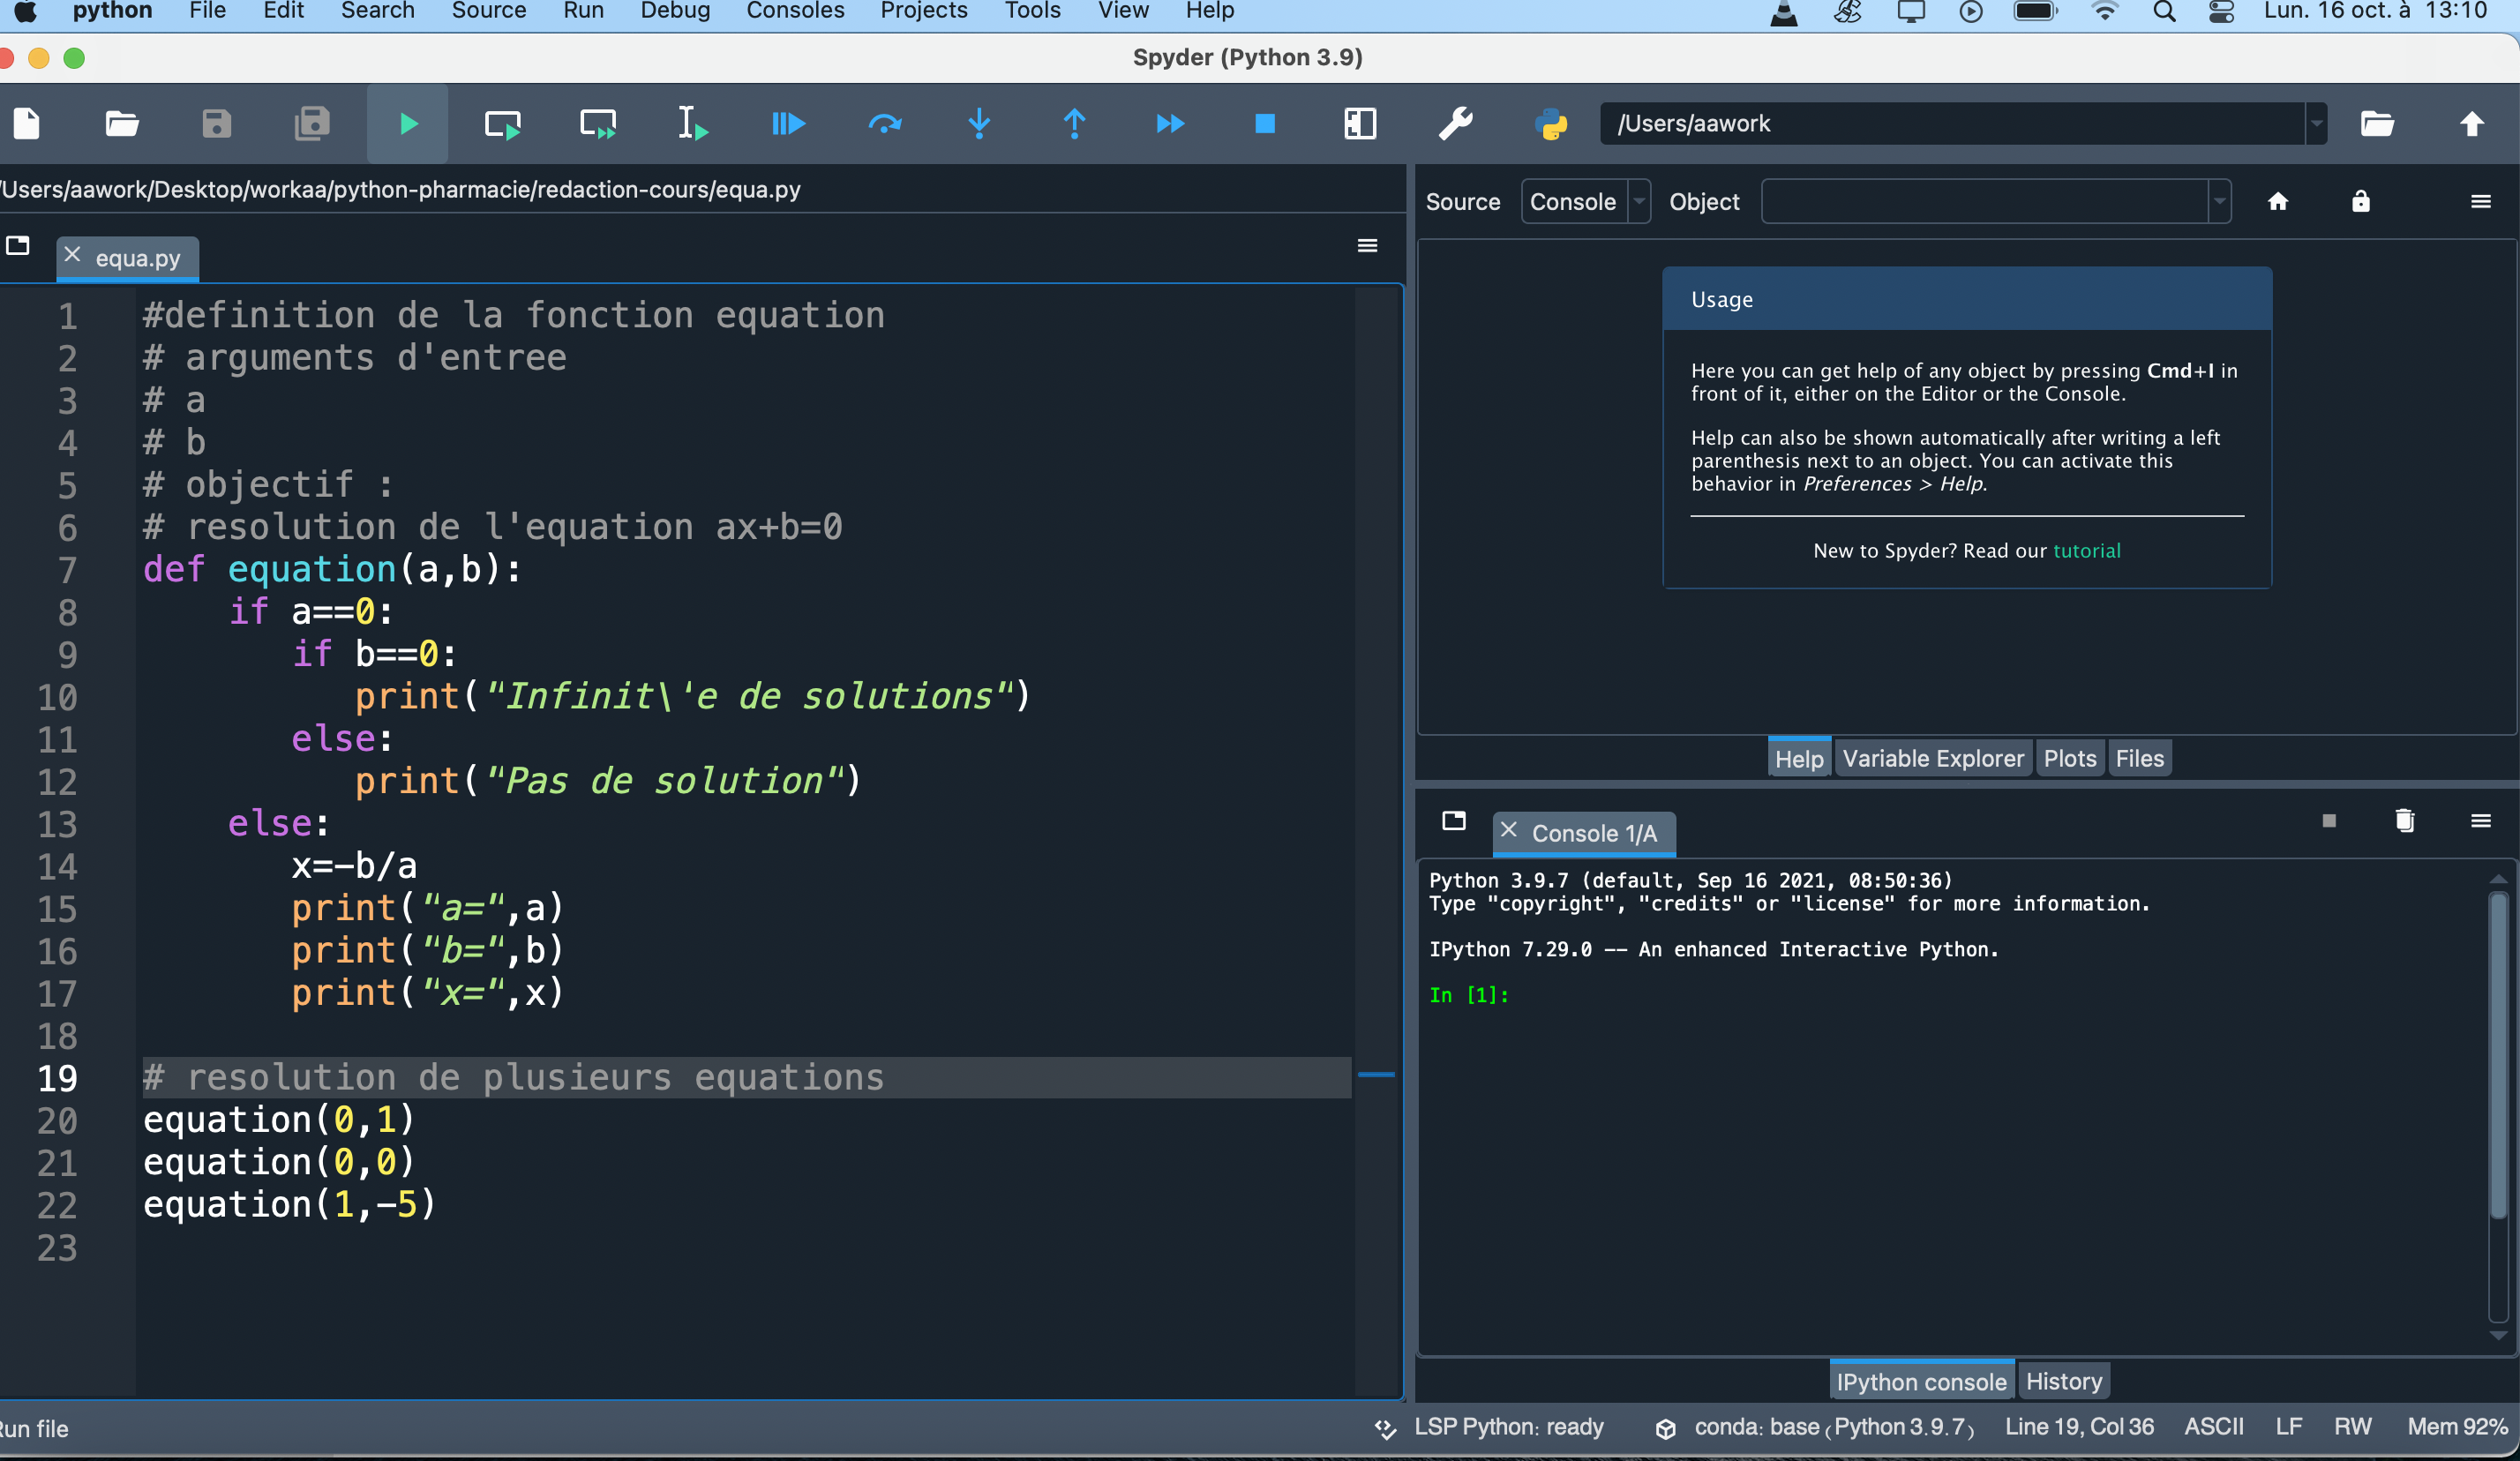 python File Edit Search Source Run Debug Consoles Projects Tools View Help Lun. 16 oct. à 13:10
Spyder (Python 3.9)
/Users/aawork
/Users/aawork/Desktop/workaa/python-pharmacie/redaction-cours/equa.py
equa.py
1 #definition de la fonction equation
2 # arguments d'entree
3 # a
4 # b
5 # objectif :
6 # resolution de l'equation ax+b=0
7 def equation(a,b):
8     if a==0:
9        if b==0:
10           print("Infinit\'e de solutions")
11        else:
12           print("Pas de solution")
13     else:
14        x=-b/a
15        print("a=",a)
16        print("b=",b)
17        print("x=",x)
18
19 # resolution de plusieurs equations
20 equation(0,1)
21 equation(0,0)
22 equation(1,-5)
23
Source Console Object
Usage
Here you can get help of any object by pressing Cmd+I in
front of it, either on the Editor or the Console.
Help can also be shown automatically after writing a left
parenthesis next to an object. You can activate this
behavior in Preferences > Help.
New to Spyder? Read our tutorial
Help Variable Explorer Plots Files
Console 1/A
Python 3.9.7 (default, Sep 16 2021, 08:50:36)
Type "copyright", "credits" or "license" for more information.
IPython 7.29.0 -- An enhanced Interactive Python.
In [1]:
IPython console History
Run file LSP Python: ready conda: base (Python 3.9.7) Line 19, Col 36 ASCII LF RW Mem 92%